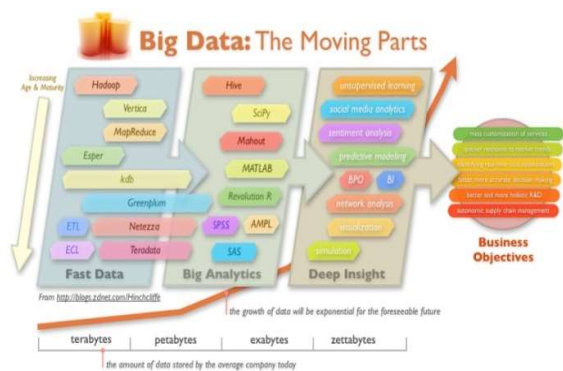 Big Data: The Moving Parts
Increasing
Age & Maturity
Hadoop
Vertica
MapReduce
Esper
kdb
Greenplum
ETL
Netezza
ECL
Teradata
Fast Data
Hive
SciPy
Mahout
MATLAB
Revolution R
SPSS
AMPL
SAS
Big Analytics
unsupervised learning
social media analytics
sentiment analysis
predictive modeling
BPO
BI
network analysis
visualization
simulation
Deep Insight
mass customization of services
better and more holistic R&D
autonomic supply chain management
Business
Objectives
From http://blogs.zdnet.com/Hinchcliffe
the growth of data will be exponential for the foreseeable future
terabytes
petabytes
exabytes
zettabytes
the amount of data stored by the average company today